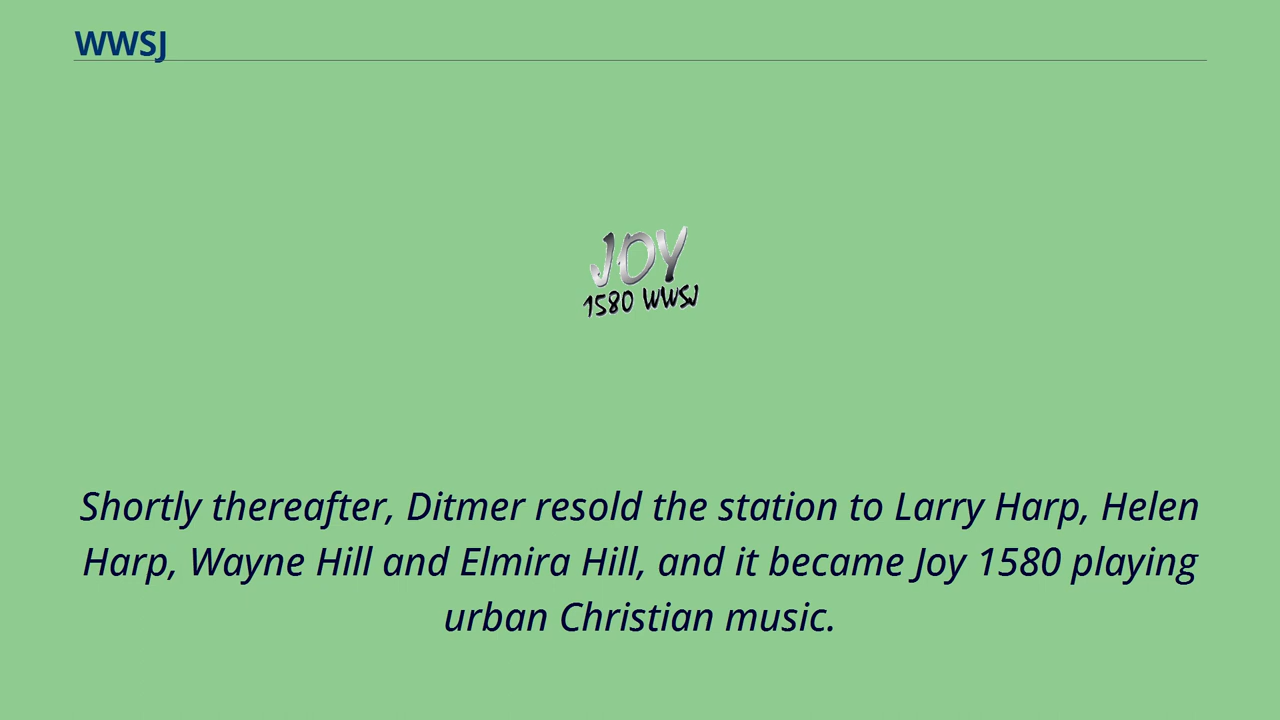 WWSJ
JOY
1580 WWSJ
Shortly thereafter, Ditmer resold the station to Larry Harp, Helen
Harp, Wayne Hill and Elmira Hill, and it became Joy 1580 playing
urban Christian music.